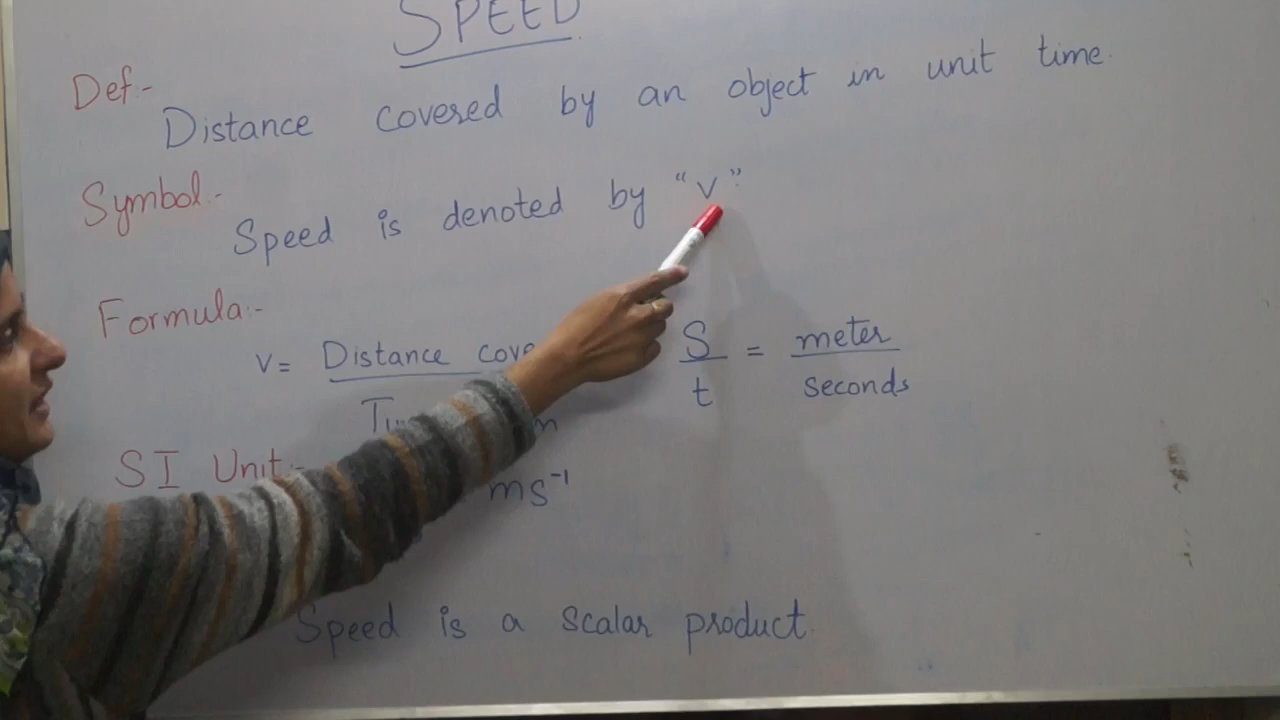 SPEED
Def:-
Distance covered by an object in unit time.
Symbol:-
Speed is denoted by "v".
Formula:-
v = Distance S/t = meter/seconds
SI Unit:-
ms⁻¹
Speed is a scalar product.